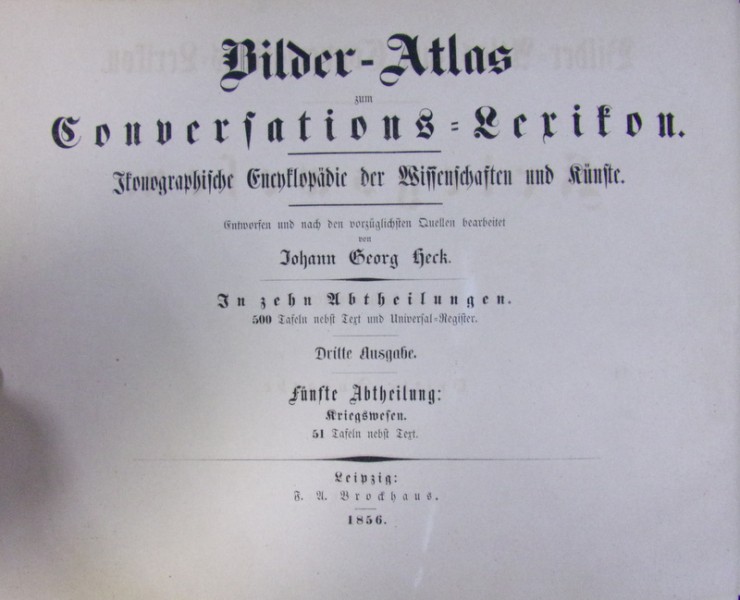 Bilder-Atlas
zum
Conversations-Lexikon.
Ikonographische Encyklopädie der Wissenschaften und Künste.
Entworfen und nach den vorzüglichsten Quellen bearbeitet
von
Johann Georg Heck.
In zehn Abtheilungen.
500 Tafeln nebst Text und Universal-Register.
Dritte Ausgabe.
Fünfte Abtheilung:
Kriegswesen.
51 Tafeln nebst Text.
Leipzig:
F. A. Brockhaus.
1856.